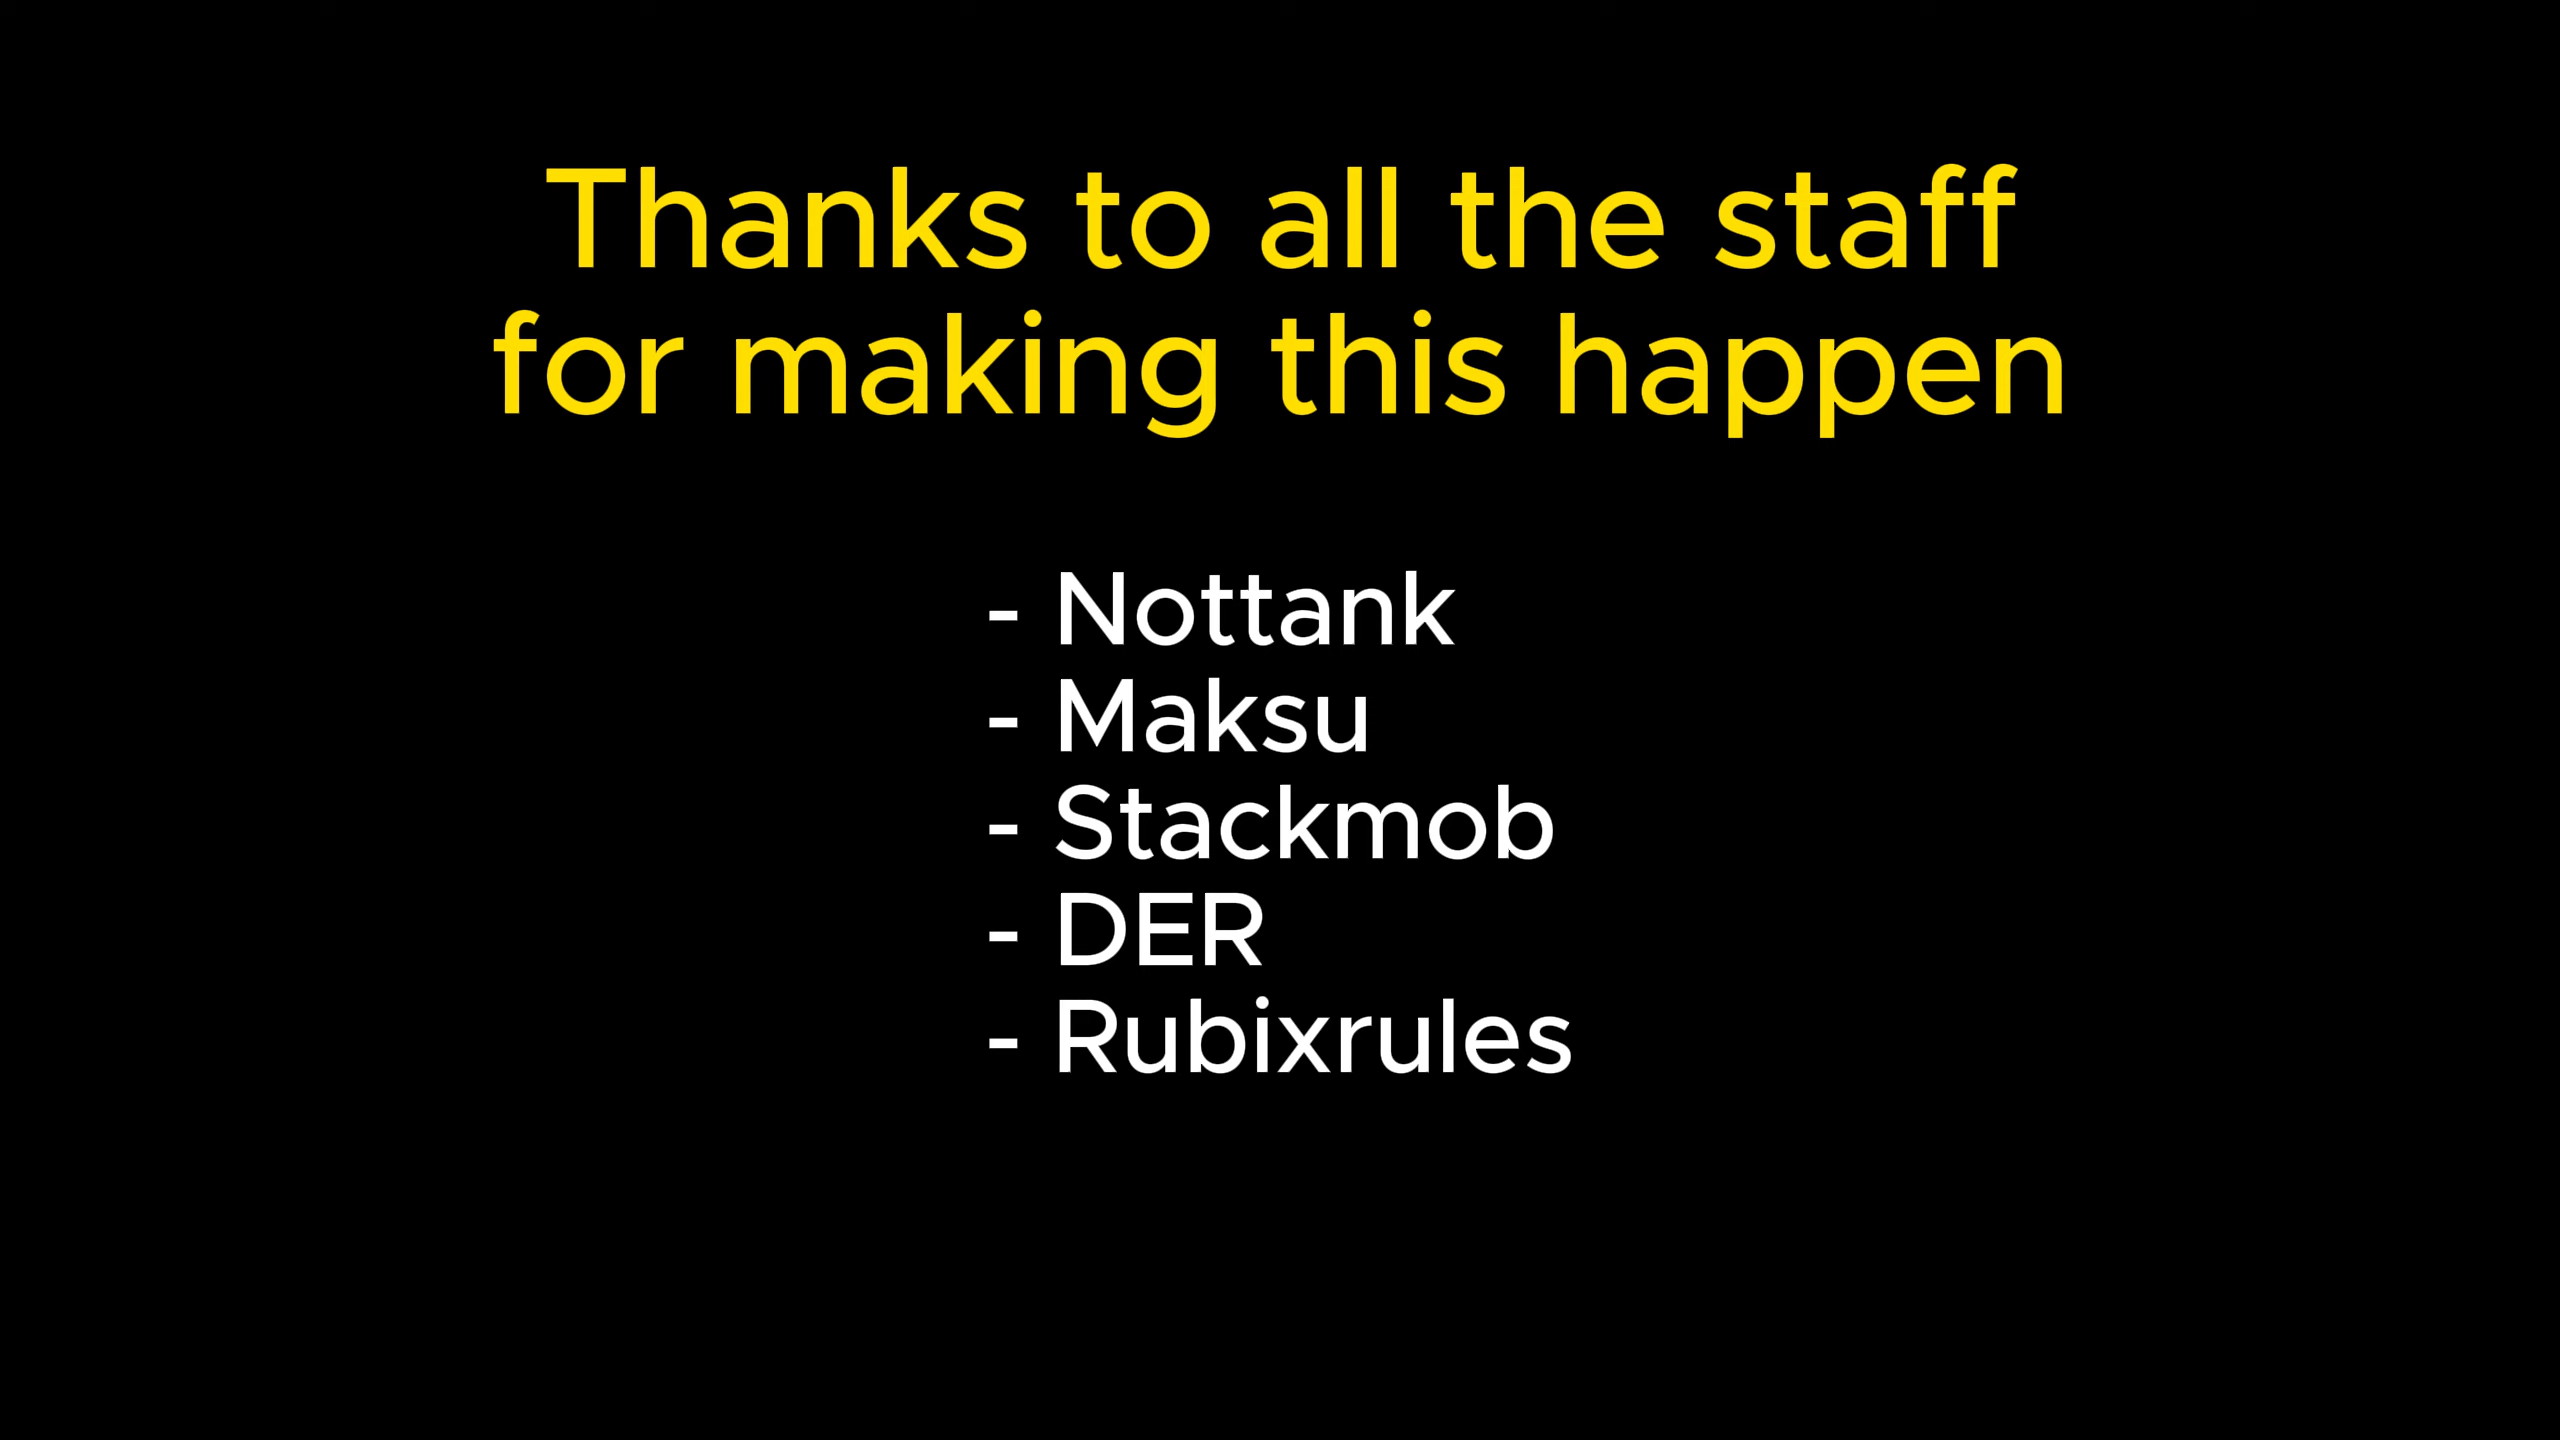 Thanks to all the staff
for making this happen
- Nottank
- Maksu
- Stackmob
- DER
- Rubixrules